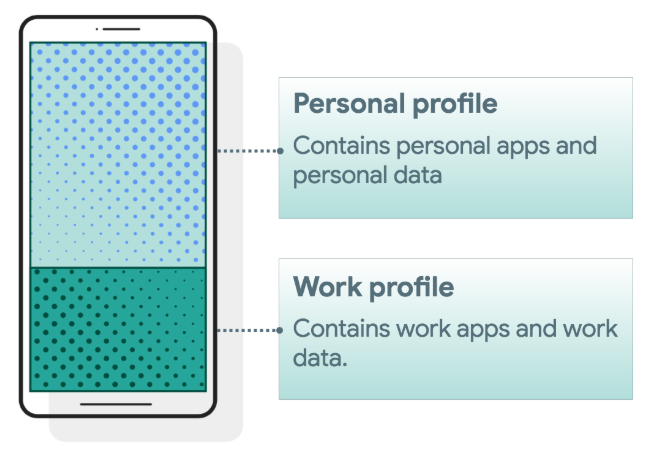 Personal profile
Contains personal apps and
personal data
Work profile
Contains work apps and work
data.